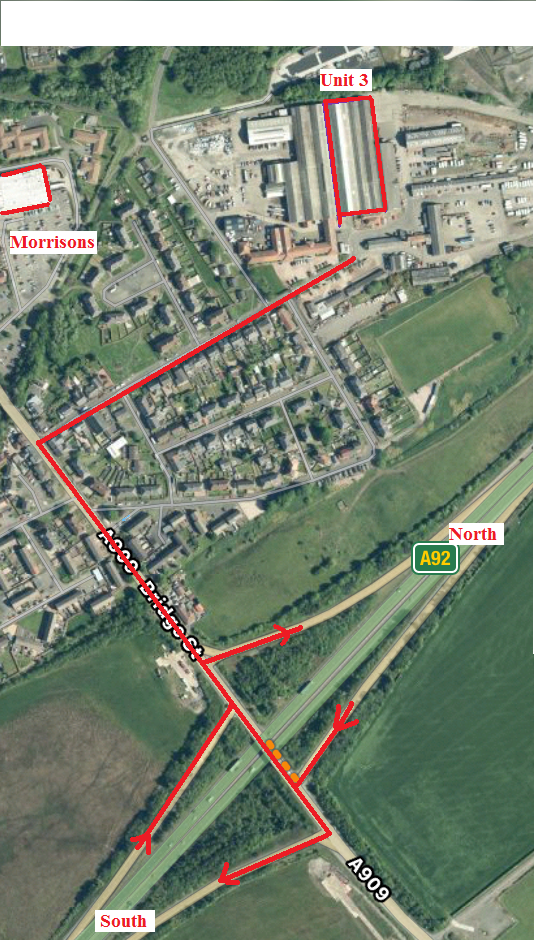 Unit 3
Morrisons
North
A92
A909 Bridge St
A909
South